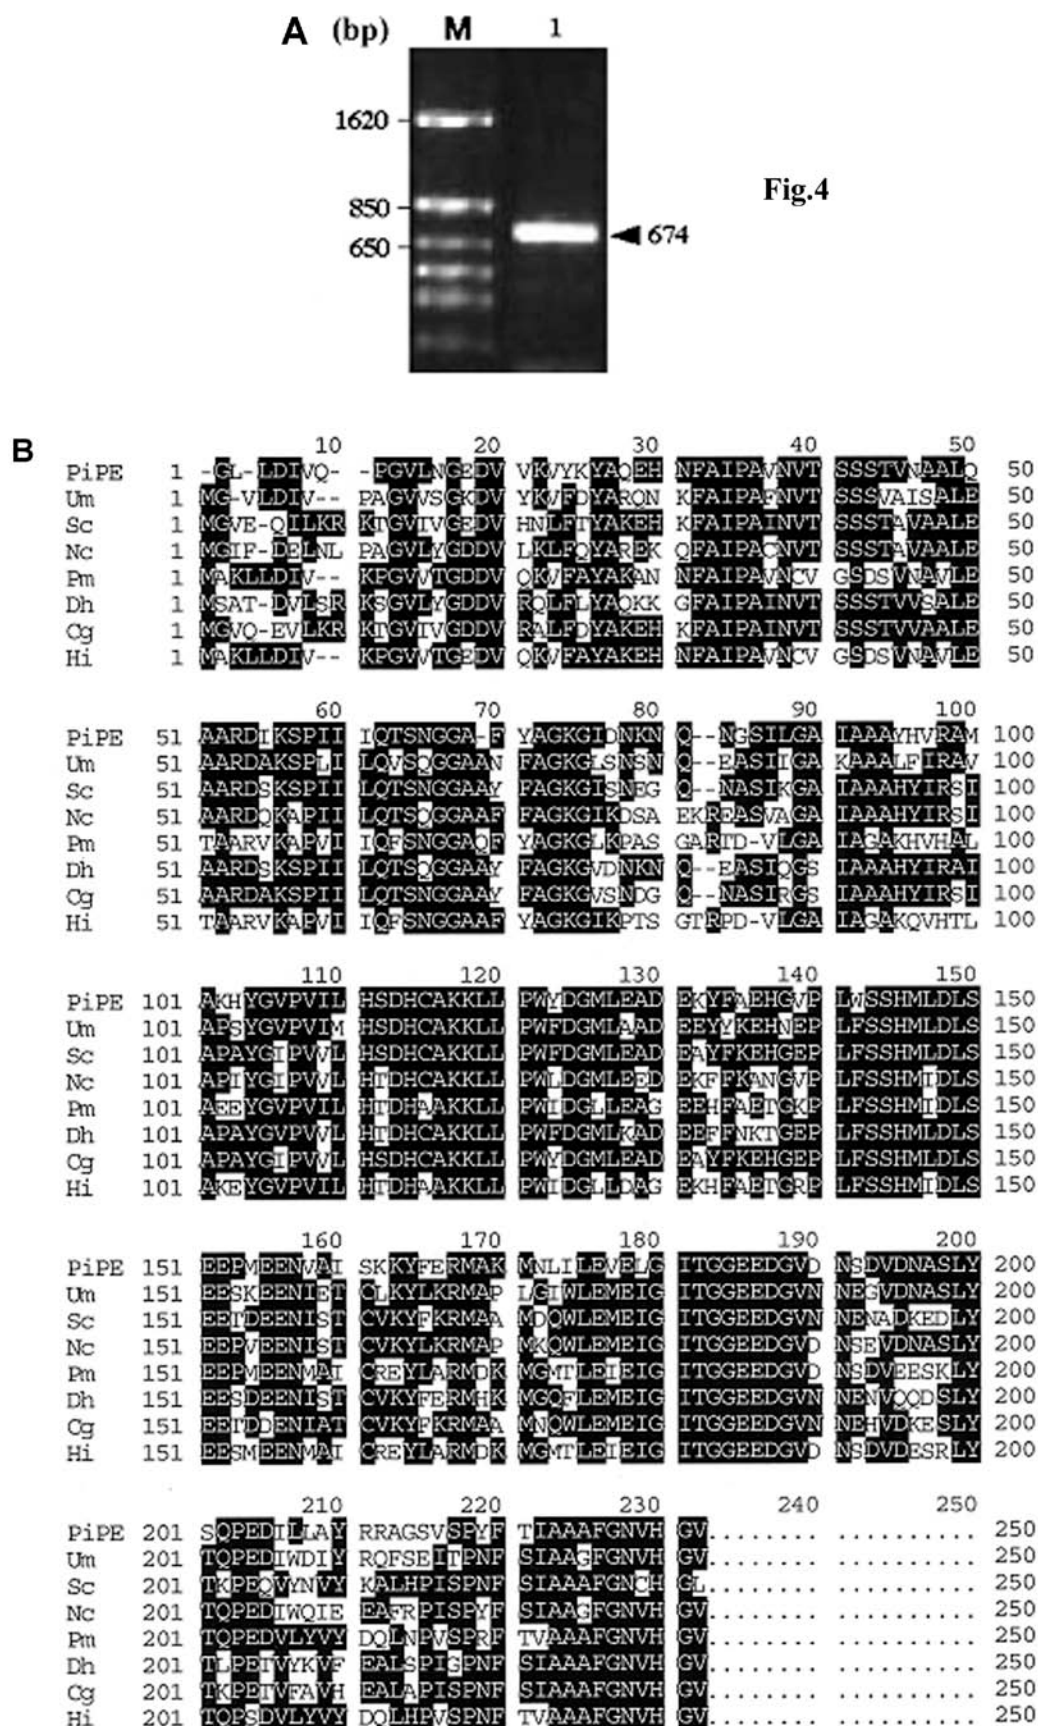 A (bp) M 1
1620
850
650
674
Fig.4
B
10 20 30 40 50
PiPE 1 -GL-LDIVQ- -PGVLNGEDV VKVYKYAQEH NFAIPAVNVT SSSTVNAALQ 50
Um 1 MG-VLDIV-- PAGVVSGKDV YKVFDYARQN KFAIPAFNVT SSSVAISALE 50
Sc 1 MGVE-QILKR KTGVIVGEDV HNLFTYAKEH KFAIPAINVT SSSTAVAALE 50
Nc 1 MGIF-DELNL PAGVLYGDDV LKLFQYAREK QFAIPACNVT SSSTAVAALE 50
Pm 1 MAKLLDIV-- KPGVVTGDDV QKVFAYAKAN NFAIPAVNCV GSDSVNAVLE 50
Dh 1 MSAT-DVLSR KSGVLYGDDV RQLFLYAQKK GFAIPAINVT SSSTVVSALE 50
Cg 1 MGVQ-EVLKR KTGVIVGDDV RALFDYAKEH KFAIPAINVT SSSTVVAALE 50
Hi 1 MAKLLDIV-- KPGVVTGEDV QKVFAYAKEH NFAIPAVNCV GSDSVNAVLE 50
60 70 80 90 100
PiPE 51 AARDIKSPII IQTSNGGA-F YAGKGIDNKN Q--NGSILGA IAAAYHVRAM 100
Um 51 AARDAKSPLI LQVSQGGAAN FAGKGLSNSN Q--EASIIGA KAAALFIRAV 100
Sc 51 AARDSKSPII LQTSNGGAAY FAGKGISNEG Q--NASIKGA IAAAHYIRSI 100
Nc 51 AARDQKAPII LQTSQGGAAF FAGKGIKDSA EKREASVAGA IAAAHYIRSI 100
Pm 51 TAARVKAPVI IQFSNGGAQF YAGKGLKPAS GARTD-VLGA IAGAKHVHAL 100
Dh 51 AARDSKSPII LQTSQGGAAY FAGKGVDNKN Q--EASIQGS IAAAHYIRAI 100
Cg 51 AARDAKSPII LQTSNGGAAY FAGKGVSNDG Q--NASIRGS IAAAHYIRSI 100
Hi 51 TAARVKAPVI IQFSNGGAAF YAGKGIKPTS GTRPD-VLGA IAGAKQVHTL 100
110 120 130 140 150
PiPE 101 AKHYGVPVIL HSDHCAKKLL PWYDGMLEAD EKYFAEHGVP LWSSHMLDLS 150
Um 101 APSYGVPVIM HSDHCAKKLL PWFDGMLAAD EEYYKEHNEP LFSSHMLDLS 150
Sc 101 APAYGIPVVL HSDHCAKKLL PWFDGMLEAD EAYFKEHGEP LFSSHMLDLS 150
Nc 101 APIYGIPVVL HTDHCAKKLL PWLDGMLEED EKFFKANGVP LFSSHMIDLS 150
Pm 101 AEEYGVPVIL HTDHAAKKLL PWIDGLLEAG EEHFAETGKP LFSSHMIDLS 150
Dh 101 APAYGVPVVL HTDHCAKKLL PWFDGMLKAD EEFFNKTGEP LFSSHMLDLS 150
Cg 101 APAYGIPVVL HSDHCAKKLL PWYDGMLEAD EAYFKEHGEP LFSSHMLDLS 150
Hi 101 AKEYGVPVIL HTDHAAKKLL PWIDGLLDAG EKHFAETGRP LFSSHMIDLS 150
160 170 180 190 200
PiPE 151 EEPMEENVAI SKKYFERMAK MNLILEVELG ITGGEEDGVD NSDVDNASLY 200
Um 151 EESKEENIET CLKYLKRMAP LGIWLEMEIG ITGGEEDGVN NEGVDNASLY 200
Sc 151 EETDEENIST CVKYFKRMAA MDQWLEMEIG ITGGEEDGVN NENADKEDLY 200
Nc 151 EEPVEENIST CVKYLKRMAP MKQWLEMEIG ITGGEEDGVN NSEVDNASLY 200
Pm 151 EEPMEENMAI CREYLARMDK MGMTLEIEIG ITGGEEDGVD NSDVEESKLY 200
Dh 151 EESDEENIST CVKYFERMHK MGQFLEMEIG ITGGEEDGVN NENVQQDSLY 200
Cg 151 EETDDENIAT CVKYFKRMAA MNQWLEMEIG ITGGEEDGVN NEHVDKESLY 200
Hi 151 EESMEENMAI CREYLARMDK MGMTLEIEIG ITGGEEDGVD NSDVDESRLY 200
210 220 230 240 250
PiPE 201 SQPEDILLAY RRAGSVSPYF TIAAAFGNVH GV........ .......... 250
Um 201 TQPEDIWDIY RQFSEITPNF SIAAGFGNVH GV........ .......... 250
Sc 201 TKPEQVYNVY KALHPISPNF SIAAAFGNCH GL........ .......... 250
Nc 201 TQPEDIWQIE EAFRPISPYF SIAAGFGNVH GV........ .......... 250
Pm 201 TQPEDVLYVY DQLNPVSPRF TVAAAFGNVH GV........ .......... 250
Dh 201 TLPETVYKVF EALSPIGPNF SIAAAFGNVH GV........ .......... 250
Cg 201 TKPETVFAVH EALAPISPNF SIAAAFGNVH GV........ .......... 250
Hi 201 TQPSDVLYVY DQLHPVSPNF TVAAAFGNVH GV........ .......... 250